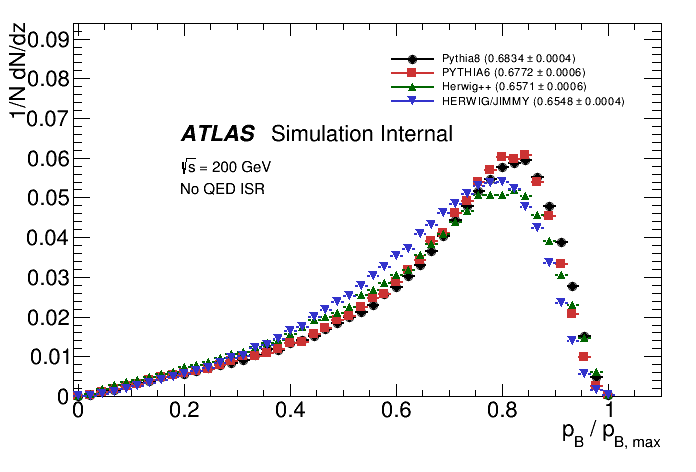 1/N dN/dz
0.09
0.08
0.07
0.06
0.05
0.04
0.03
0.02
0.01
0
Pythia8 (0.6834 ± 0.0004)
PYTHIA6 (0.6772 ± 0.0006)
Herwig++ (0.6571 ± 0.0006)
HERWIG/JIMMY (0.6548 ± 0.0004)
ATLAS Simulation Internal
√s = 200 GeV
No QED ISR
0 0.2 0.4 0.6 0.8 1
p_B / p_B, max